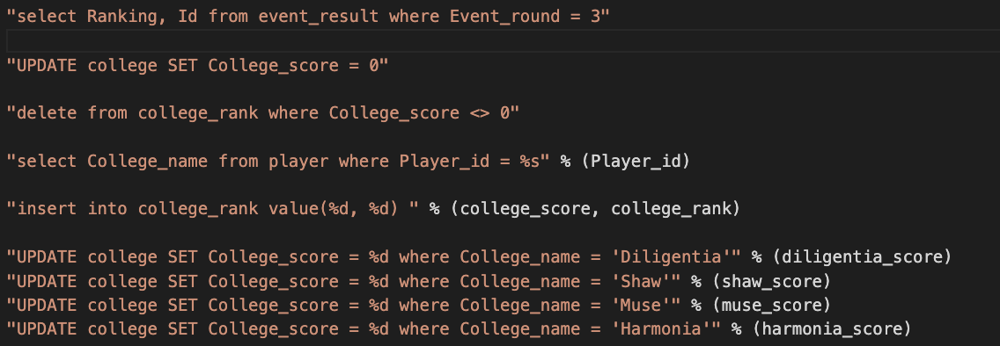 "select Ranking, Id from event_result where Event_round = 3"
"UPDATE college SET College_score = 0"
"delete from college_rank where College_score <> 0"
"select College_name from player where Player_id = %s" % (Player_id)
"insert into college_rank value(%d, %d) " % (college_score, college_rank)
"UPDATE college SET College_score = %d where College_name = 'Diligentia'" % (diligentia_score)
"UPDATE college SET College_score = %d where College_name = 'Shaw'" % (shaw_score)
"UPDATE college SET College_score = %d where College_name = 'Muse'" % (muse_score)
"UPDATE college SET College_score = %d where College_name = 'Harmonia'" % (harmonia_score)